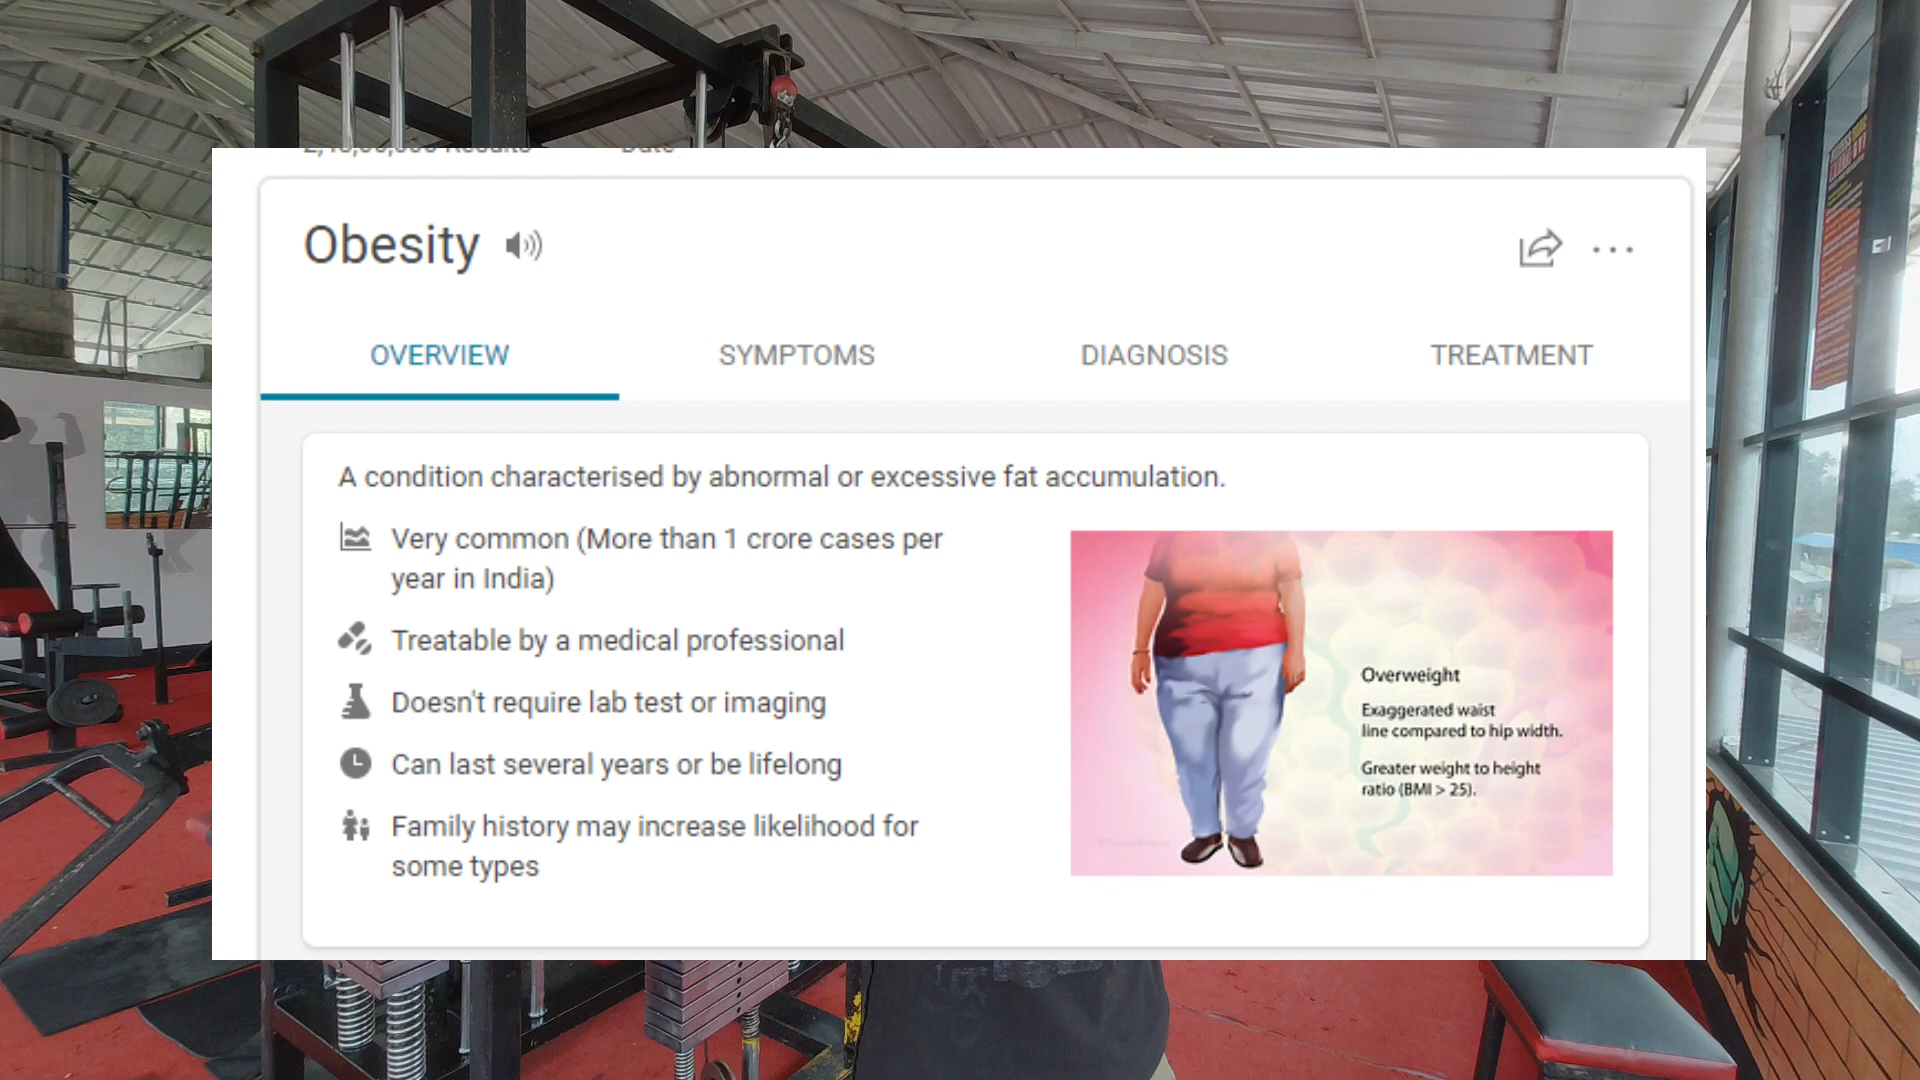 Obesity
OVERVIEW
SYMPTOMS
DIAGNOSIS
TREATMENT
A condition characterised by abnormal or excessive fat accumulation.
Very common (More than 1 crore cases per
year in India)
Treatable by a medical professional
Doesn't require lab test or imaging
Can last several years or be lifelong
Family history may increase likelihood for
some types
Overweight
Exaggerated waist
line compared to hip width.
Greater weight to height
ratio (BMI > 25).